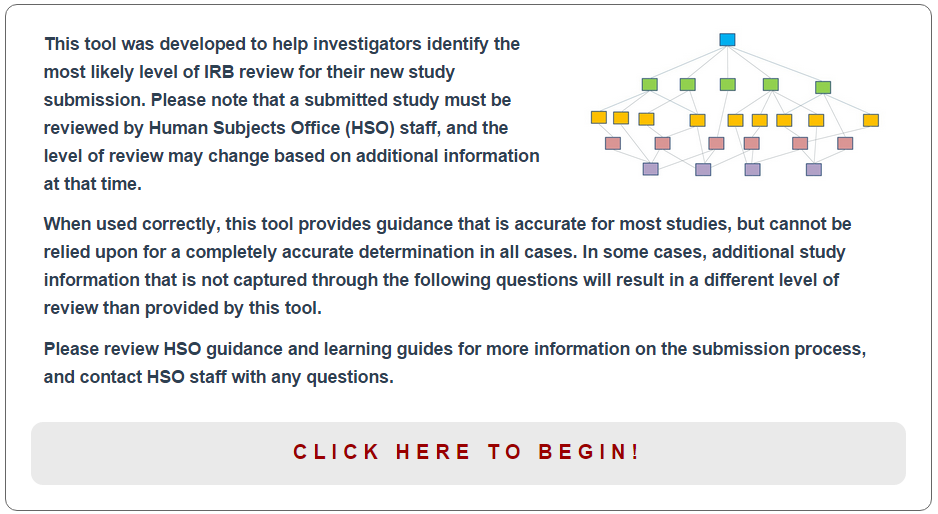 This tool was developed to help investigators identify the
most likely level of IRB review for their new study
submission. Please note that a submitted study must be
reviewed by Human Subjects Office (HSO) staff, and the
level of review may change based on additional information
at that time.
When used correctly, this tool provides guidance that is accurate for most studies, but cannot be
relied upon for a completely accurate determination in all cases. In some cases, additional study
information that is not captured through the following questions will result in a different level of
review than provided by this tool.
Please review HSO guidance and learning guides for more information on the submission process,
and contact HSO staff with any questions.
CLICK HERE TO BEGIN!